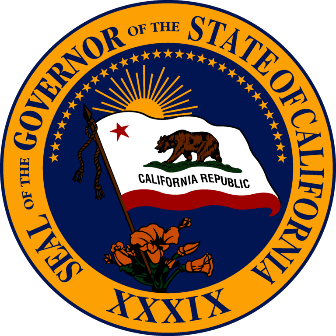 SEAL OF THE GOVERNOR OF THE STATE OF CALIFORNIA
CALIFORNIA REPUBLIC
XXXIX